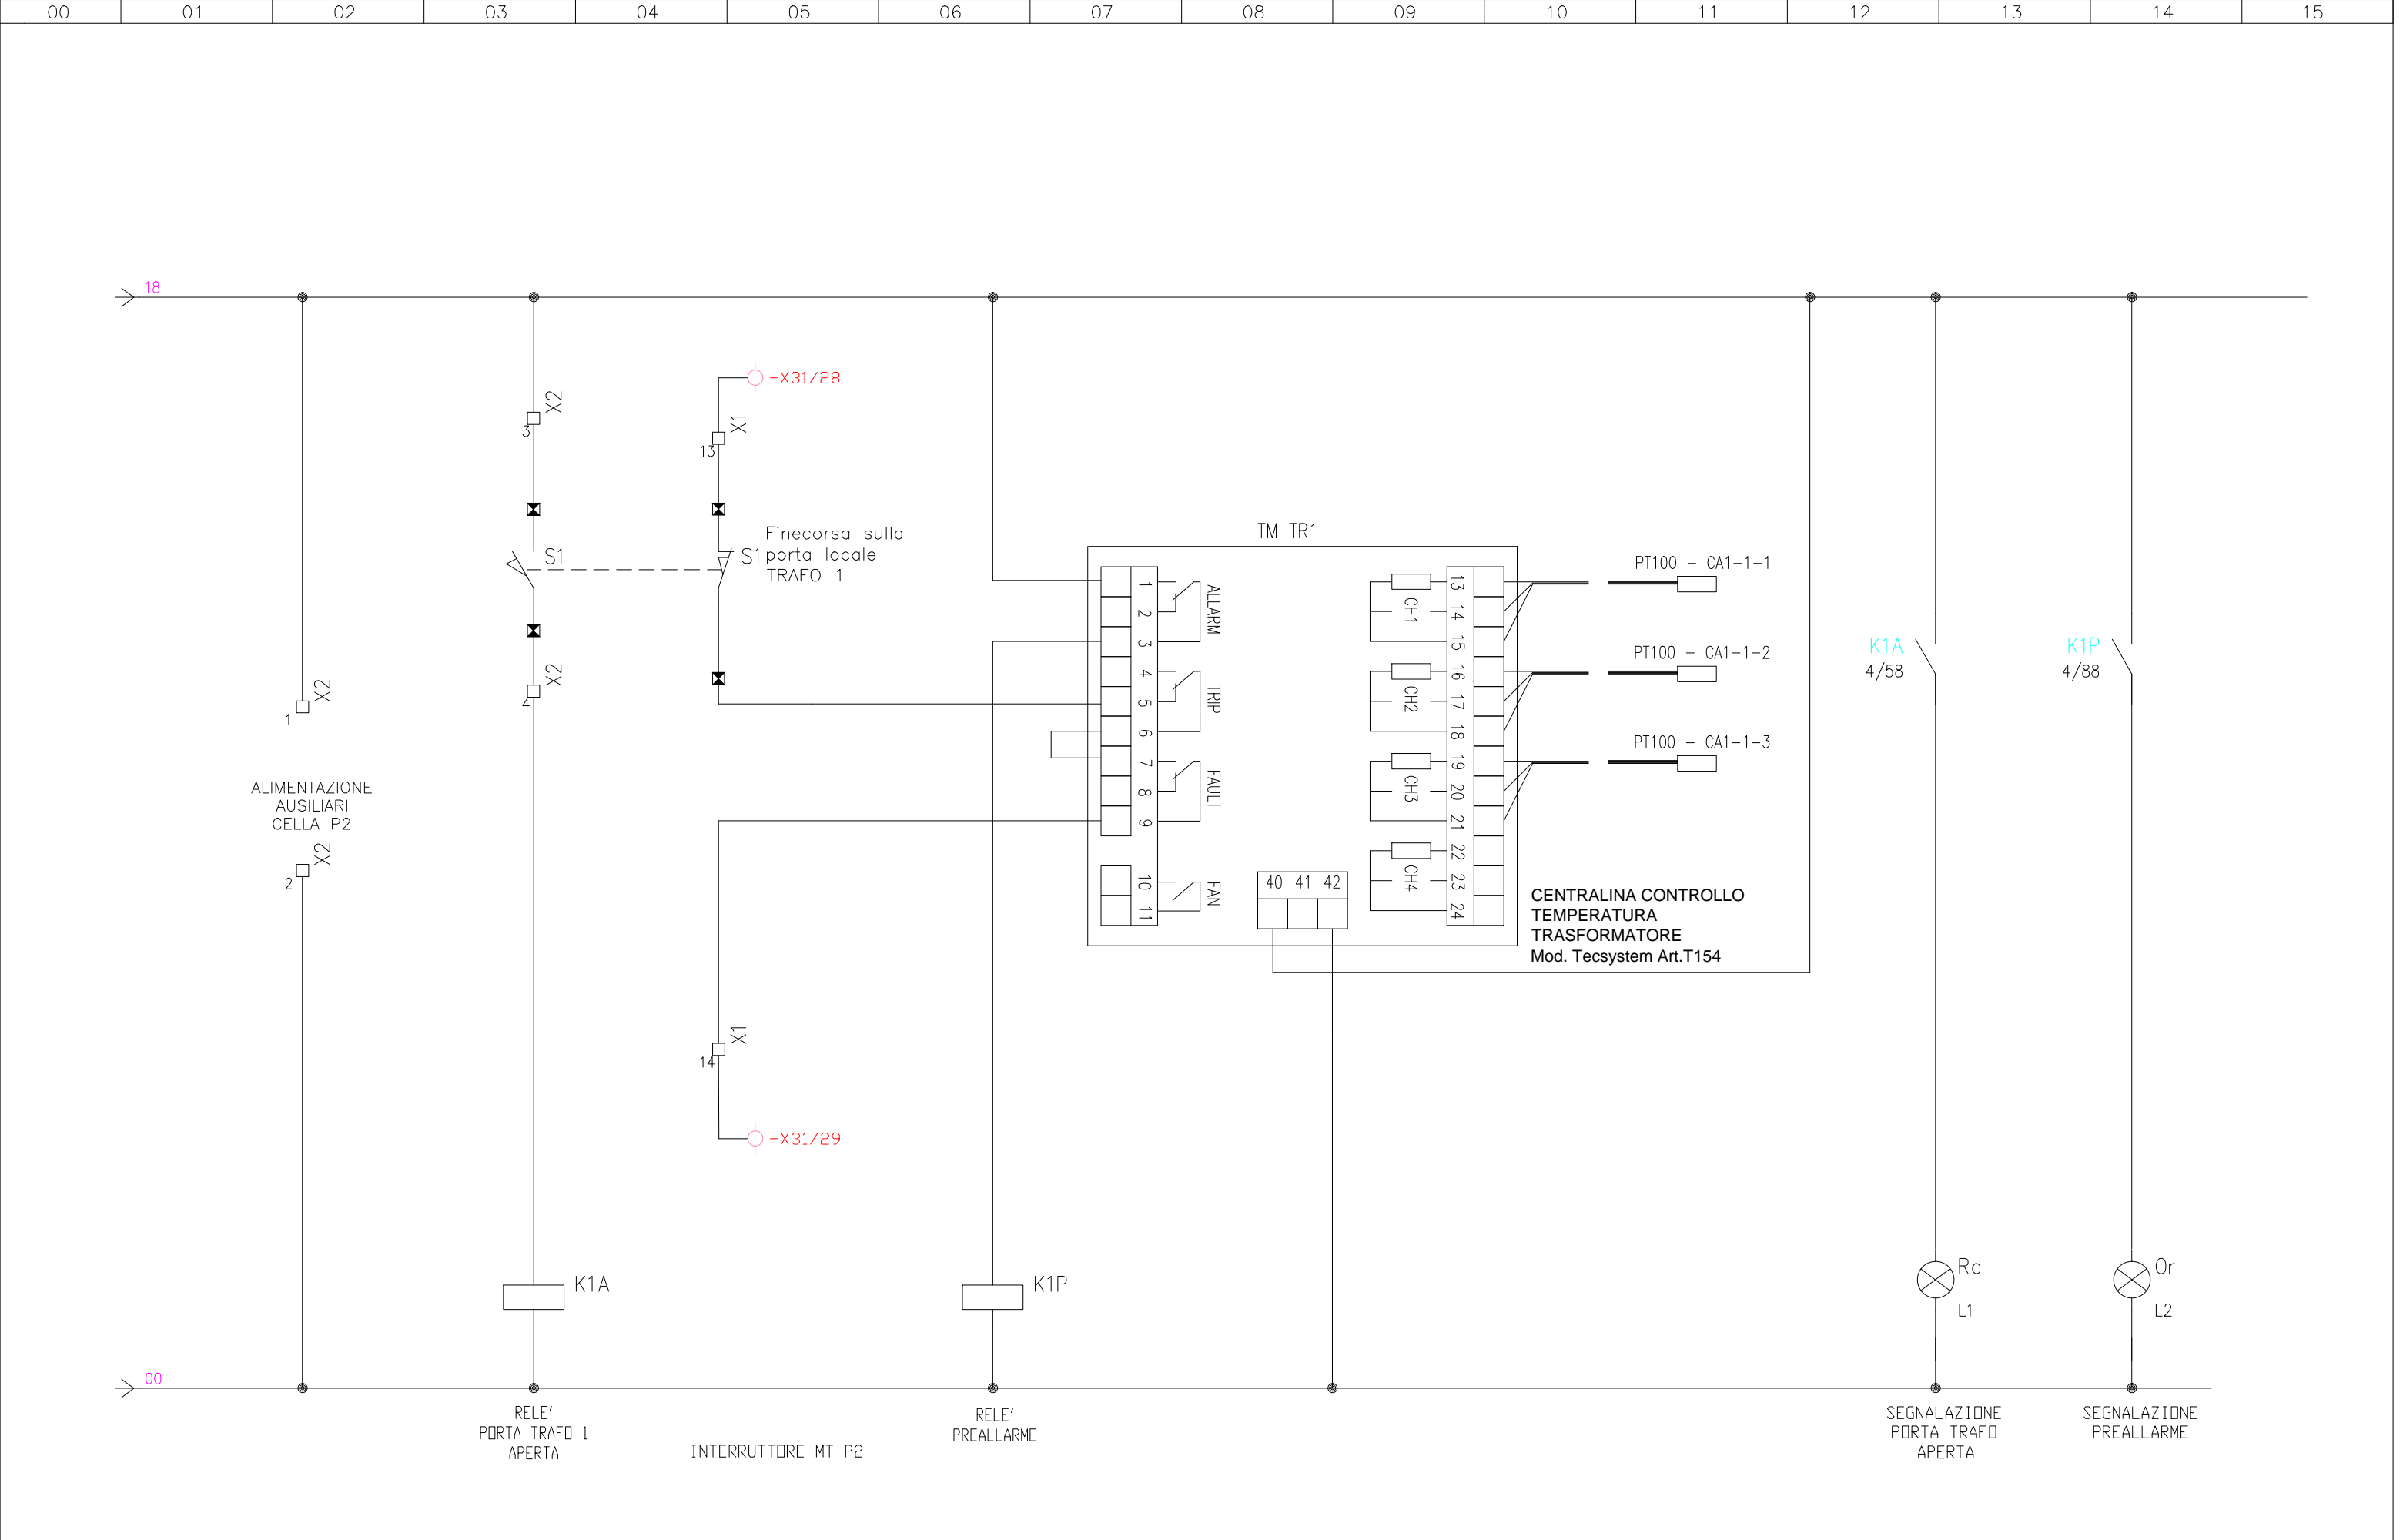 00 01 02 03 04 05 06 07 08 09 10 11 12 13 14 15
18
-X31/28
X2
3
X1
13
Finecorsa sulla
porta locale
TRAFO 1
S1
S1
X2
4
X2
1
ALIMENTAZIONE
AUSILIARI
CELLA P2
X2
2
TM TR1
1
2
3
ALLARM
4
5
6
TRIP
7
8
9
FAULT
10
11
FAN
40 41 42
13
14
15
CH1
16
17
18
CH2
19
20
21
CH3
22
23
24
CH4
PT100 - CA1-1-1
PT100 - CA1-1-2
PT100 - CA1-1-3
CENTRALINA CONTROLLO
TEMPERATURA
TRASFORMATORE
Mod. Tecsystem Art.T154
K1A
4/58
K1P
4/88
X1
14
-X31/29
K1A
K1P
Rd
L1
Or
L2
00
RELE'
PORTA TRAFO 1
APERTA
INTERRUTTORE MT P2
RELE'
PREALLARME
SEGNALAZIONE
PORTA TRAFO
APERTA
SEGNALAZIONE
PREALLARME